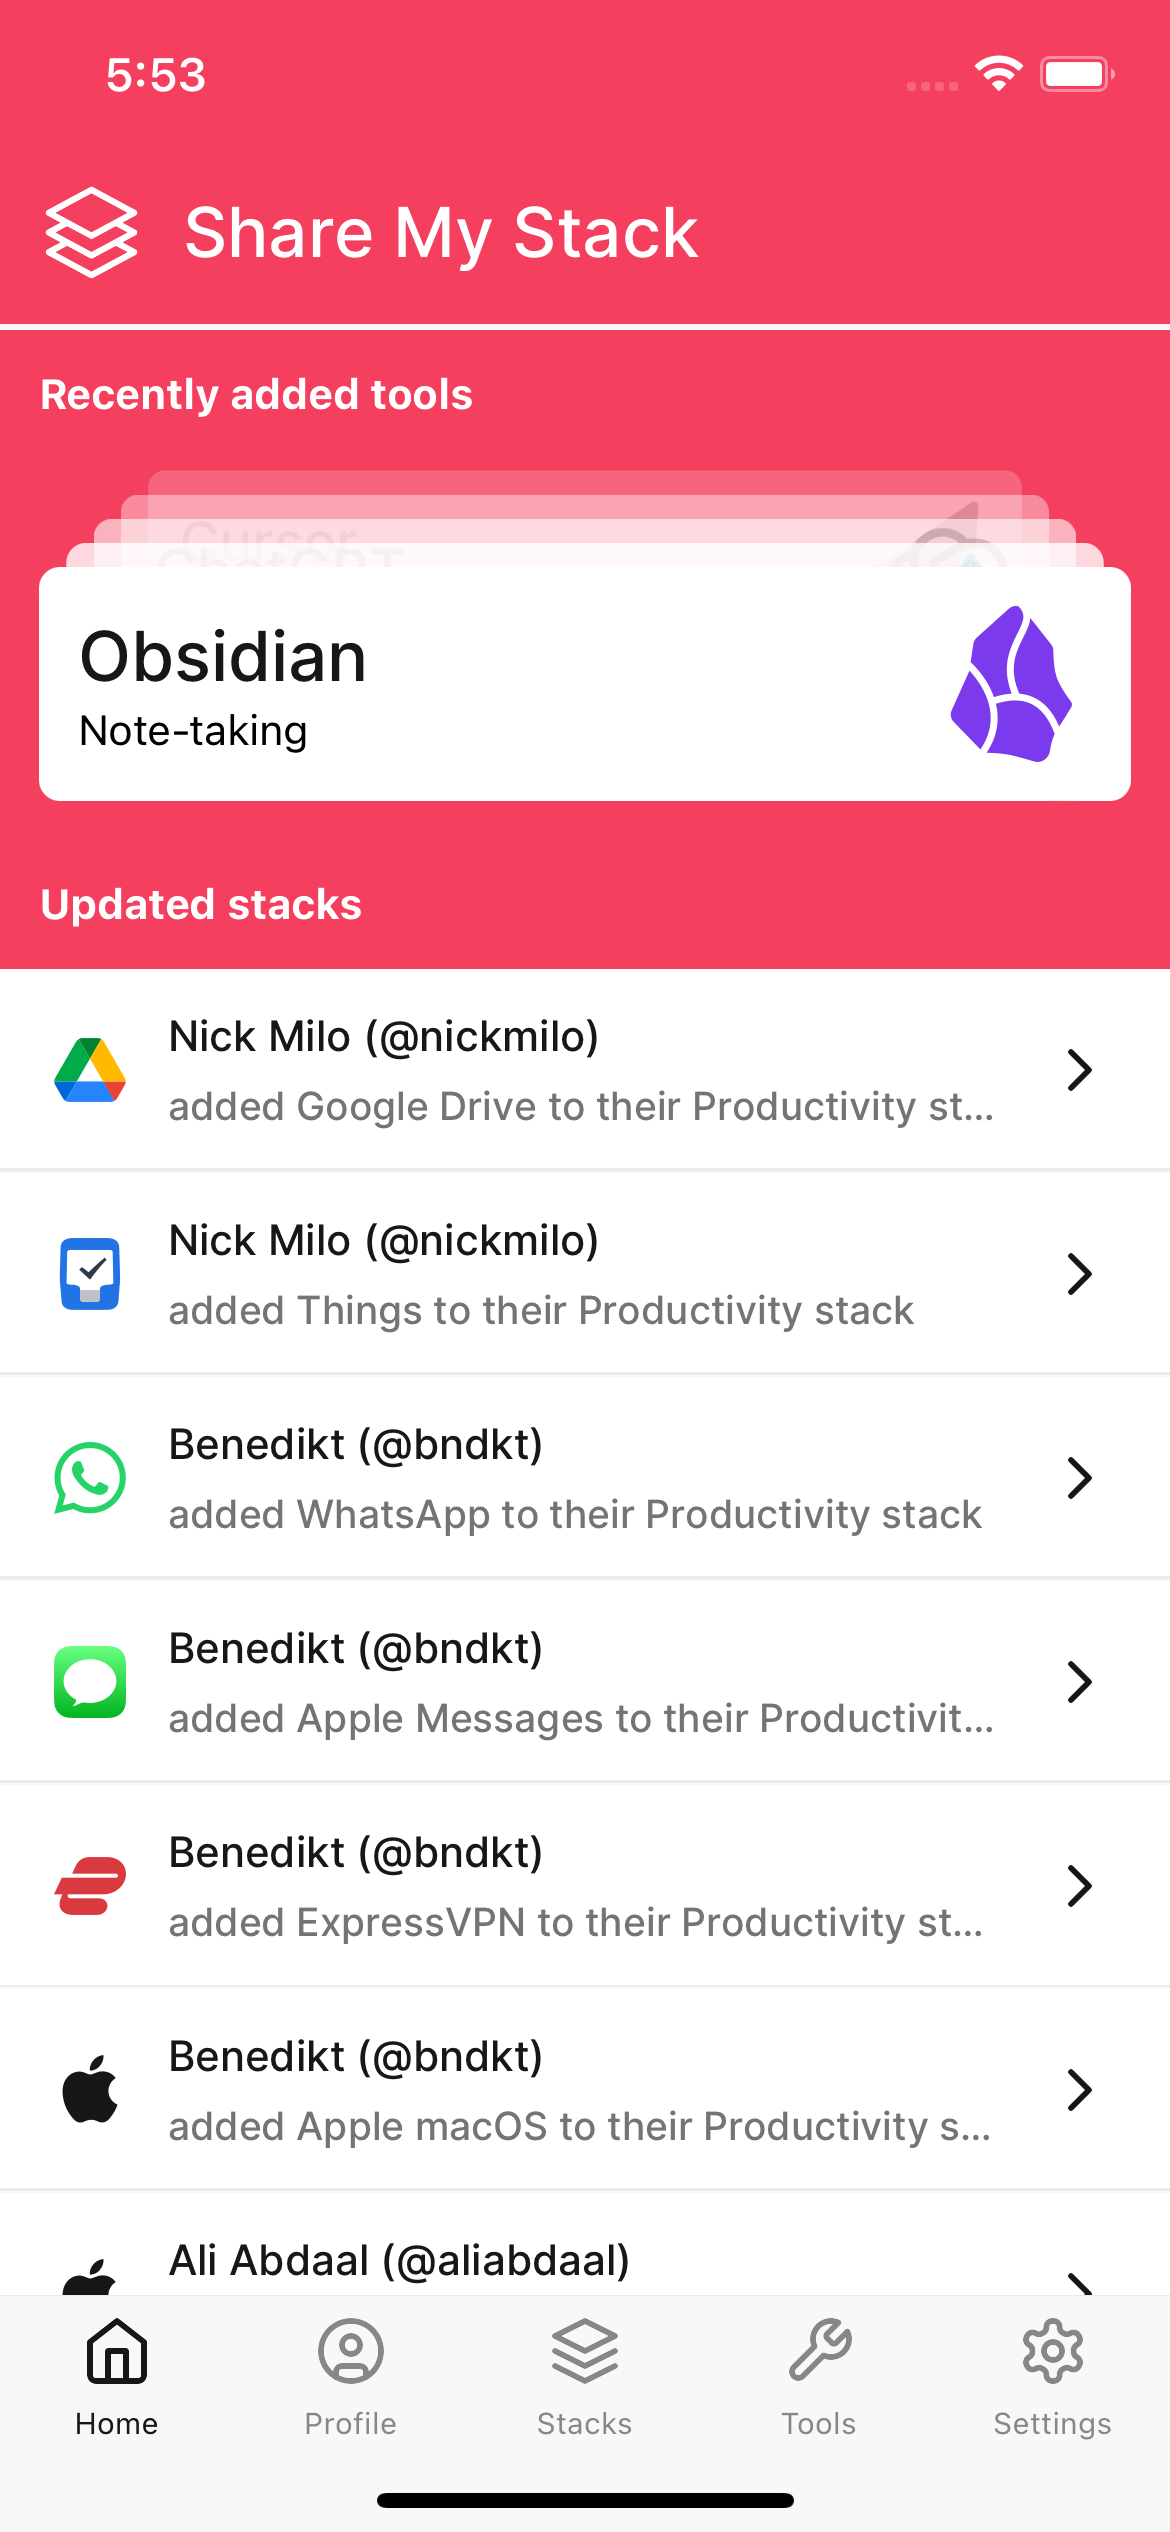 5:53
Share My Stack
Recently added tools
Cursor
ChatGPT
Obsidian
Note-taking
Updated stacks
Nick Milo (@nickmilo)
added Google Drive to their Productivity st...
Nick Milo (@nickmilo)
added Things to their Productivity stack
Benedikt (@bndkt)
added WhatsApp to their Productivity stack
Benedikt (@bndkt)
added Apple Messages to their Productivit...
Benedikt (@bndkt)
added ExpressVPN to their Productivity st...
Benedikt (@bndkt)
added Apple macOS to their Productivity s...
Ali Abdaal (@aliabdaal)
Home
Profile
Stacks
Tools
Settings